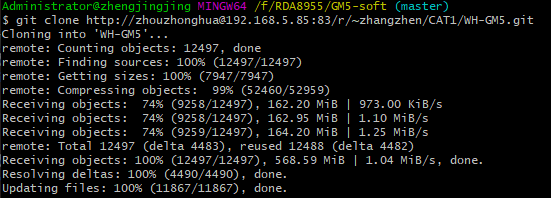 Administrator@zhengjingjing MINGW64 /f/RDA8955/GM5-soft (master)
$ git clone http://zhouzhonghua@192.168.5.85:83/r/~zhangzhen/CAT1/WH-GM5.git
Cloning into 'WH-GM5'...
remote: Counting objects: 12497, done
remote: Finding sources: 100% (12497/12497)
remote: Getting sizes: 100% (7947/7947)
remote: Compressing objects:  99% (52460/52959)
Receiving objects:  74% (9258/12497), 162.20 MiB | 973.00 KiB/s
Receiving objects:  74% (9258/12497), 162.95 MiB | 1.10 MiB/s
Receiving objects:  74% (9259/12497), 164.20 MiB | 1.25 MiB/s
remote: Total 12497 (delta 4483), reused 12488 (delta 4482)
Receiving objects: 100% (12497/12497), 568.59 MiB | 1.04 MiB/s, done.
Resolving deltas: 100% (4490/4490), done.
Updating files: 100% (11867/11867), done.